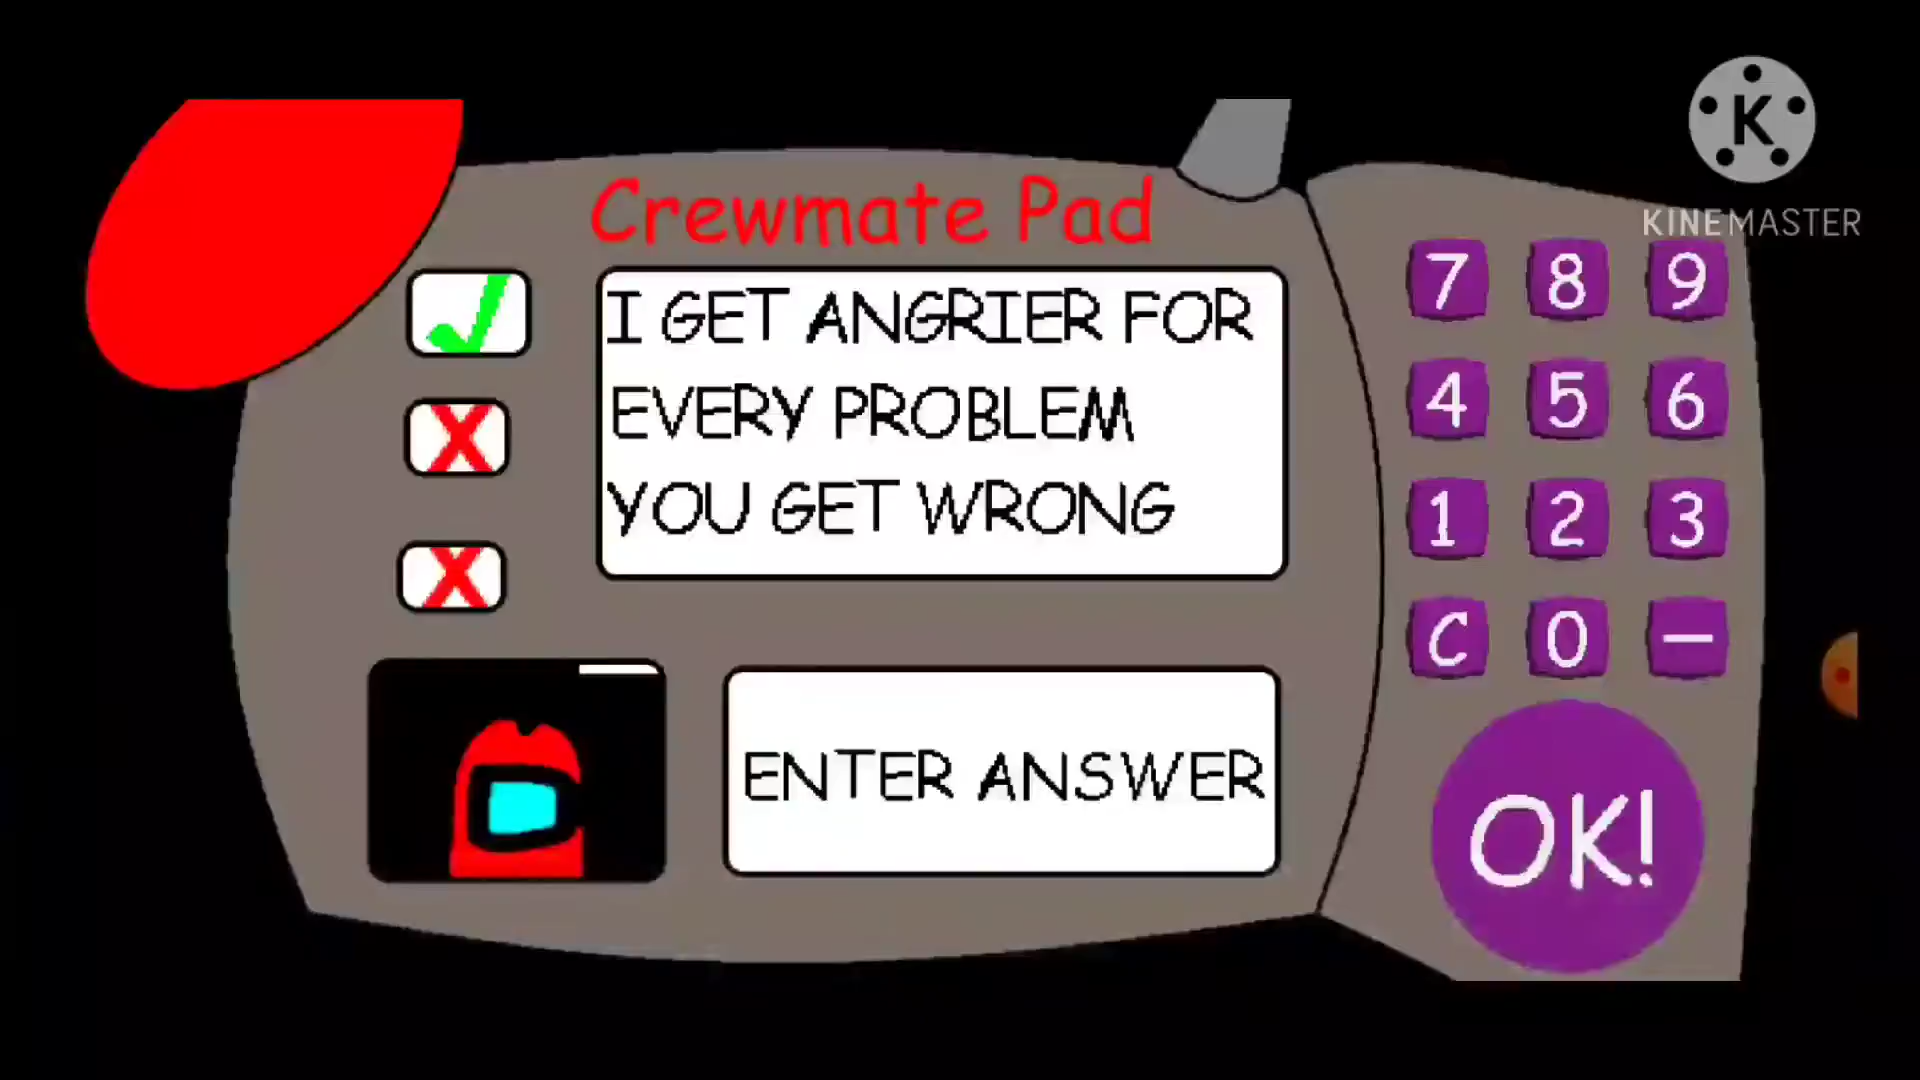 K
KINEMASTER
Crewmate Pad
I GET ANGRIER FOR
EVERY PROBLEM
YOU GET WRONG
7 8 9
4 5 6
1 2 3
C 0 −
ENTER ANSWER
OK!